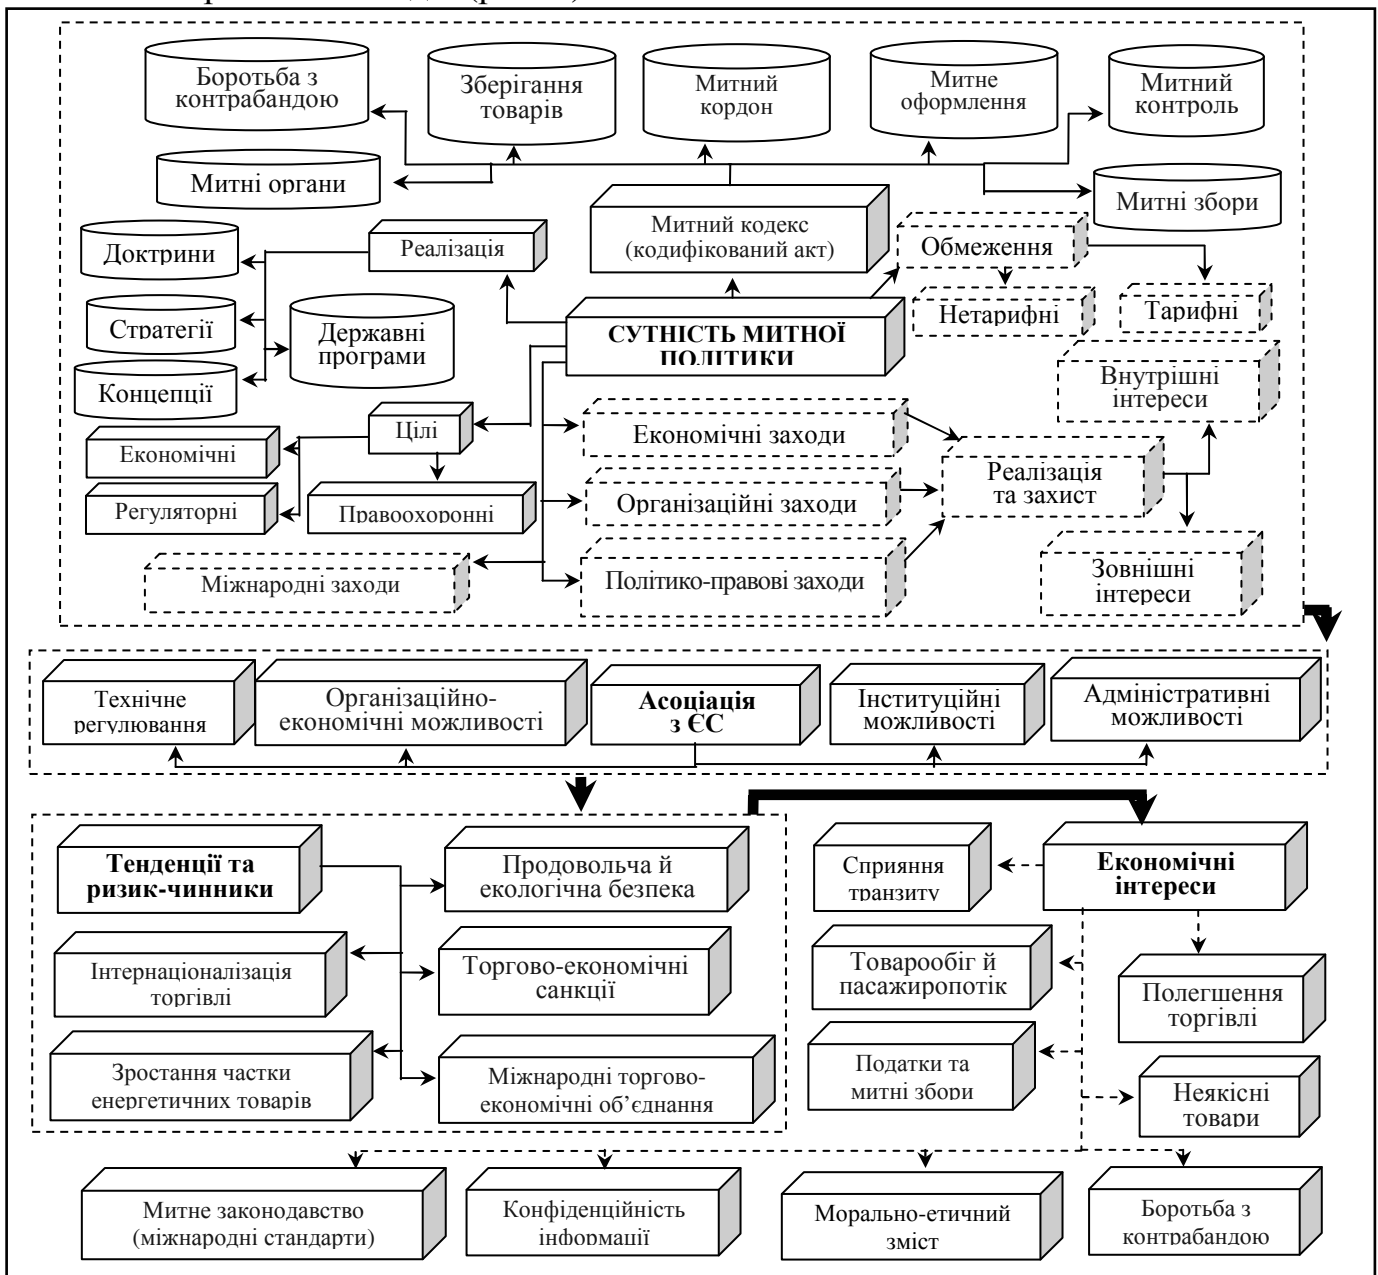 Боротьба з
контрабандою
Зберігання
товарів
Митний
кордон
Митне
оформлення
Митний
контроль
Митні органи
Митні збори
Митний кодекс
(кодифікований акт)
Реалізація
Доктрини
Стратегії
Концепції
Державні
програми
Обмеження
Нетарифні
Тарифні
СУТНІСТЬ МИТНОЇ
ПОЛІТИКИ
Внутрішні
інтереси
Цілі
Економічні
Регуляторні
Правоохоронні
Економічні заходи
Організаційні заходи
Політико-правові заходи
Міжнародні заходи
Реалізація
та захист
Зовнішні
інтереси
Технічне
регулювання
Організаційно-
економічні можливості
Асоціація
з ЄС
Інституційні
можливості
Адміністративні
можливості
Тенденції та
ризик-чинники
Продовольча й
екологічна безпека
Інтернаціоналізація
торгівлі
Торгово-економічні
санкції
Зростання частки
енергетичних товарів
Міжнародні торгово-
економічні об’єднання
Сприяння
транзиту
Економічні
інтереси
Товарообіг й
пасажиропотік
Полегшення
торгівлі
Податки та
митні збори
Неякісні
товари
Митне законодавство
(міжнародні стандарти)
Конфіденційність
інформації
Морально-етичний
зміст
Боротьба з
контрабандою